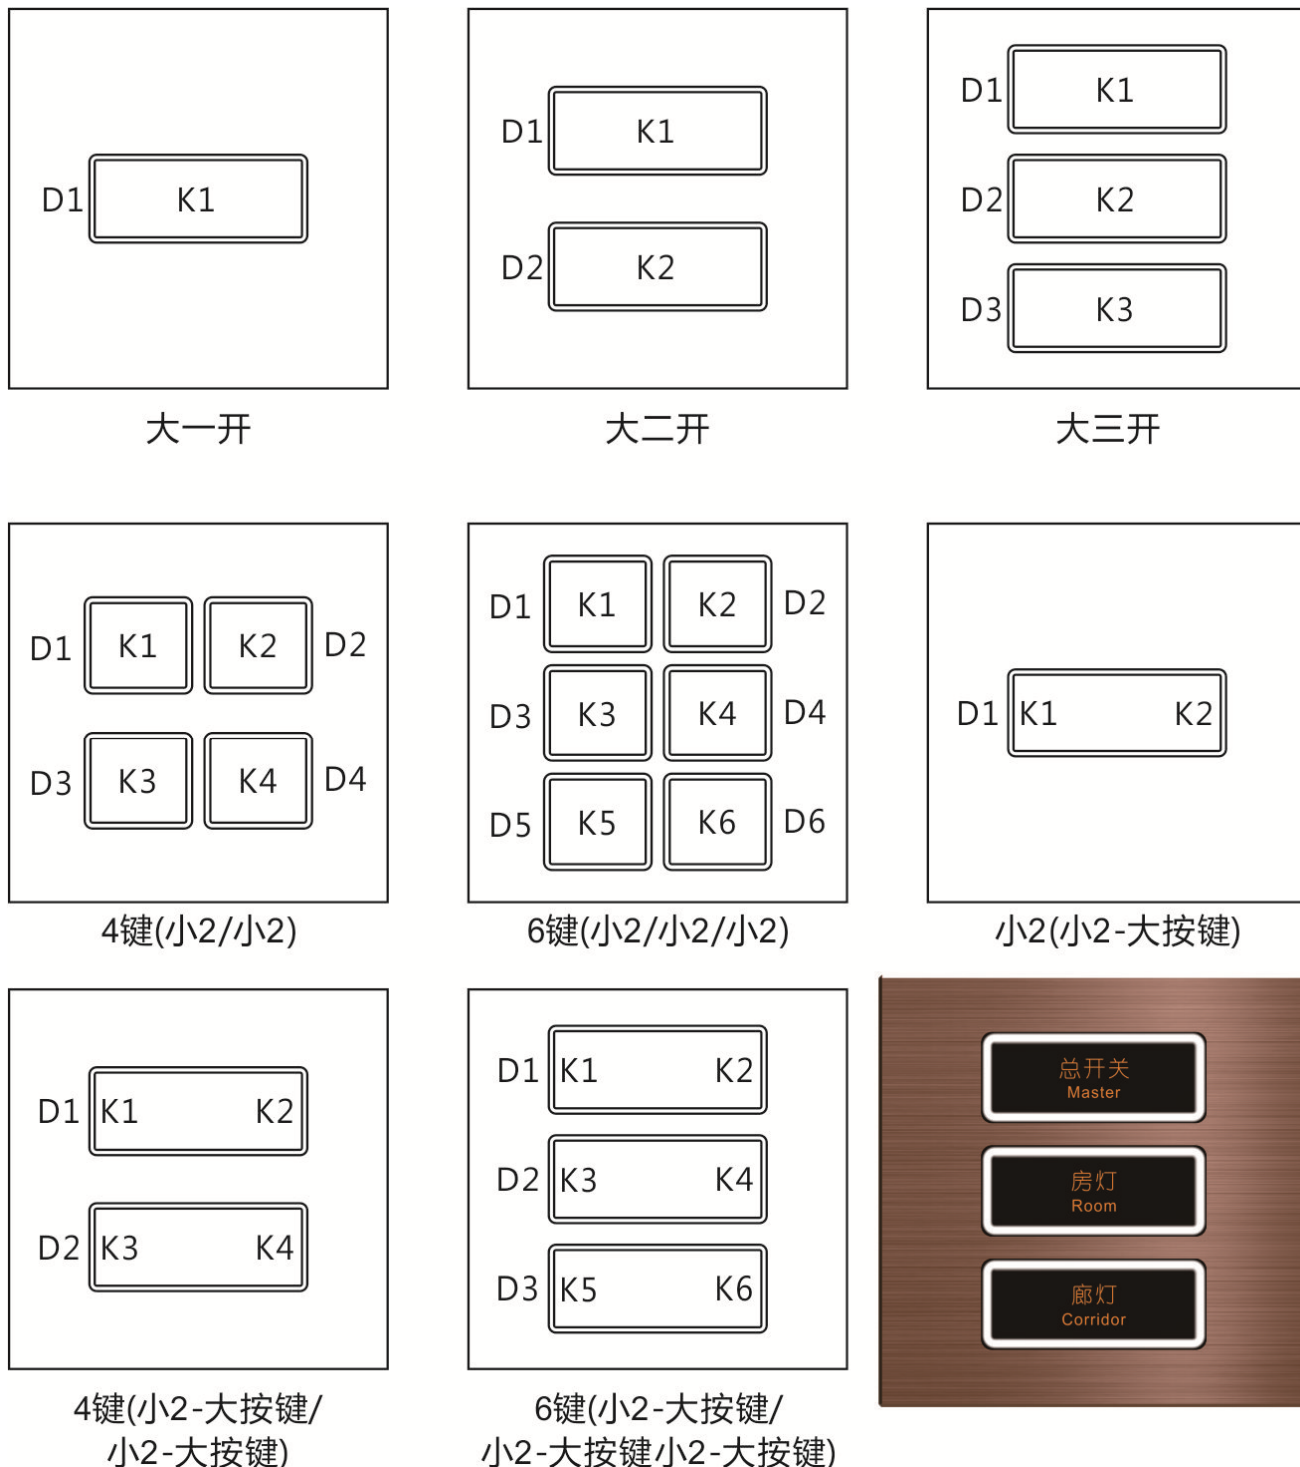 D1 K1
大一开
D1 K1
D2 K2
大二开
D1 K1
D2 K2
D3 K3
大三开
D1 K1 K2 D2
D3 K3 K4 D4
4键(小2/小2)
D1 K1 K2 D2
D3 K3 K4 D4
D5 K5 K6 D6
6键(小2/小2/小2)
D1 K1 K2
小2(小2-大按键)
D1 K1 K2
D2 K3 K4
4键(小2-大按键/
小2-大按键)
D1 K1 K2
D2 K3 K4
D3 K5 K6
6键(小2-大按键/
小2-大按键小2-大按键)
总开关
Master
房灯
Room
廊灯
Corridor